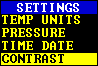 SETTINGS
TEMP UNITS
PRESSURE
TIME DATE
CONTRAST